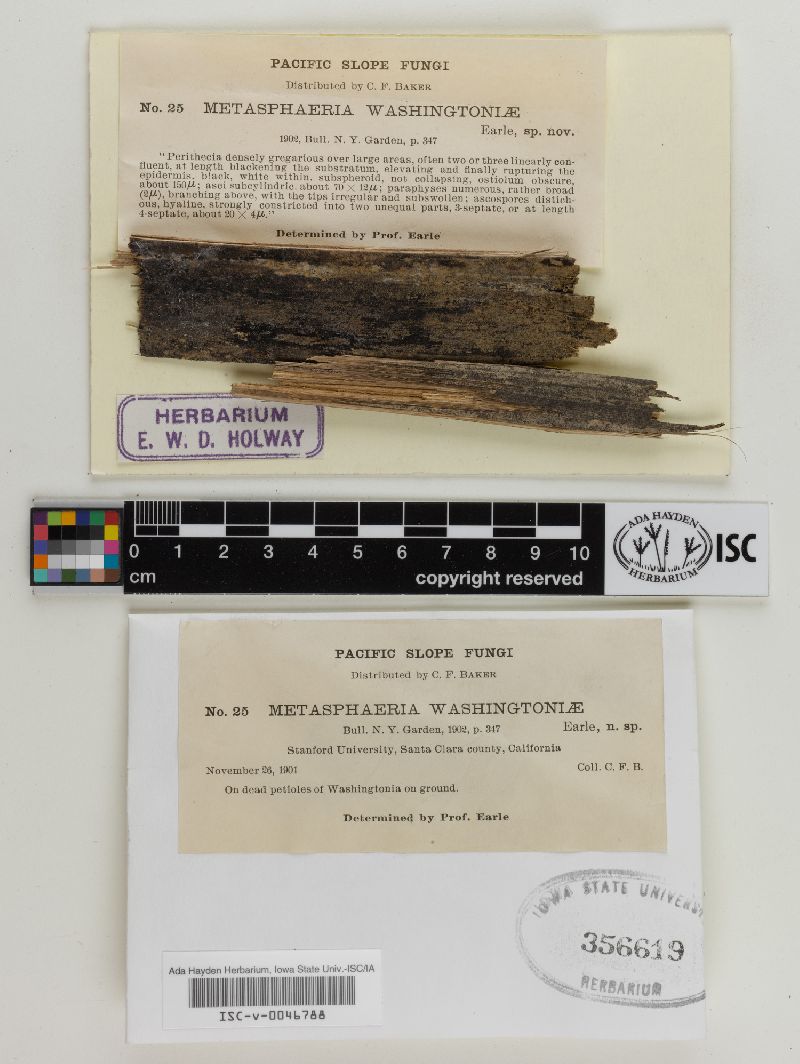 PACIFIC SLOPE FUNGI
Distributed by C. F. BAKER
No. 25 METASPHAERIA WASHINGTONIÆ
Earle, sp. nov.
1902, Bull. N. Y. Garden, p. 347
"Perithecia densely gregarious over large areas, often two or three linearly con-
fluent, at length blackening the substratum, elevating and finally rupturing the
epidermis, black, white within, subspheroid, not collapsing, ostiolum obscure,
about 150μ; asci subcylindric, about 70 × 12μ; paraphyses numerous, rather broad
(2μ), branching above, with the tips irregular and subswollen; ascospores distich-
ous, hyaline, strongly constricted into two unequal parts, 3-septate, or at length
4-septate, about 20 × 4μ."
Determined by Prof. Earle
HERBARIUM
E. W. D. HOLWAY
0 1 2 3 4 5 6 7 8 9 10
cm copyright reserved
ADA HAYDEN
HERBARIUM
ISC
PACIFIC SLOPE FUNGI
Distributed by C. F. BAKER
No. 25 METASPHAERIA WASHINGTONIÆ
Bull. N. Y. Garden, 1902, p. 347 Earle, n. sp.
Stanford University, Santa Clara county, California
November 26, 1901 Coll. C. F. B.
On dead petioles of Washingtonia on ground.
Determined by Prof. Earle
IOWA STATE UNIVERS
356619
HERBARIUM
Ada Hayden Herbarium, Iowa State Univ.-ISC/IA
ISC-v-0046788